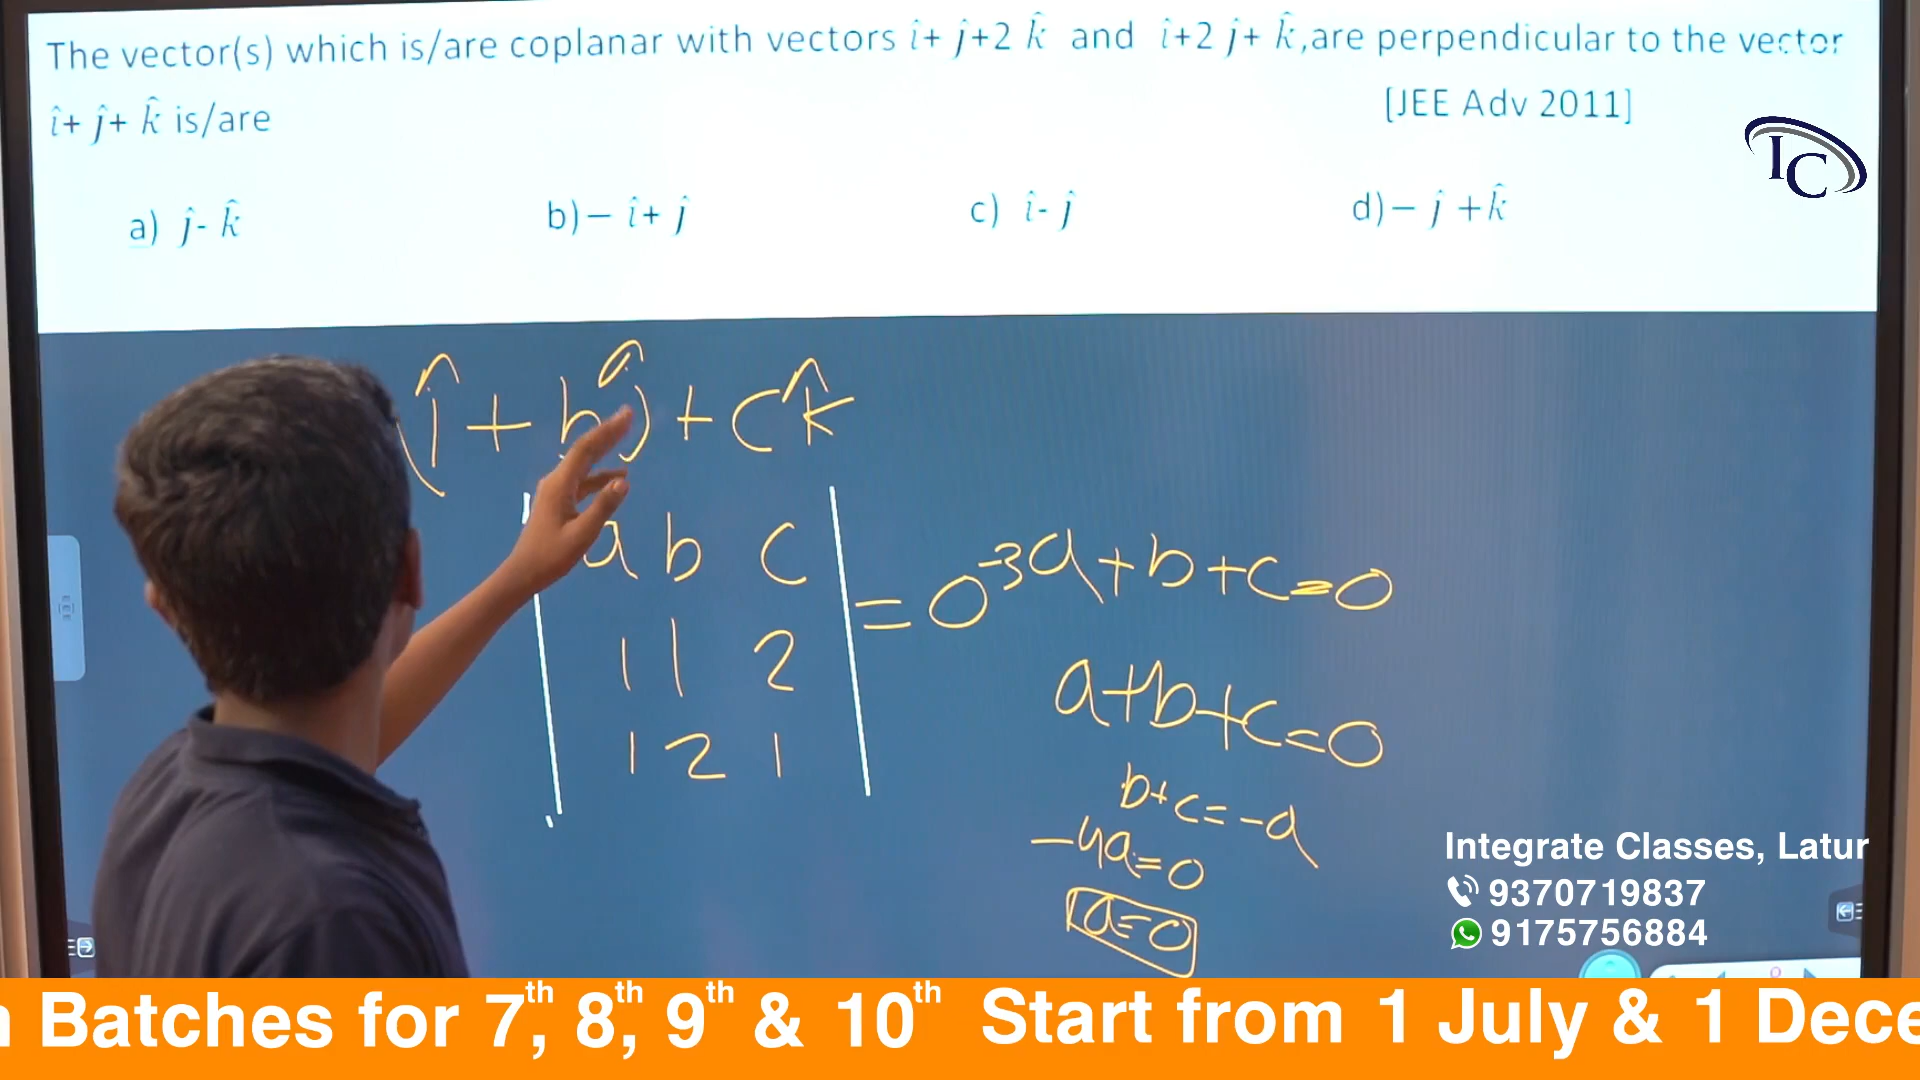 The vector(s) which is/are coplanar with vectors î+ ĵ+2 k̂ and î+2 ĵ+ k̂,are perpendicular to the vector
î+ ĵ+ k̂ is/are
[JEE Adv 2011]
IC
a) ĵ- k̂ b)– î+ ĵ c) î- ĵ d)– ĵ +k̂
î + bĵ + ck̂
a b c
1 1 2
1 2 1
= 0
-3a+b+c=0
a+b+c=0
b+c=-a
-4a=0
a=0
Integrate Classes, Latur
9370719837
9175756884
Batches for 7th, 8th, 9th & 10th Start from 1 July & 1 Dece